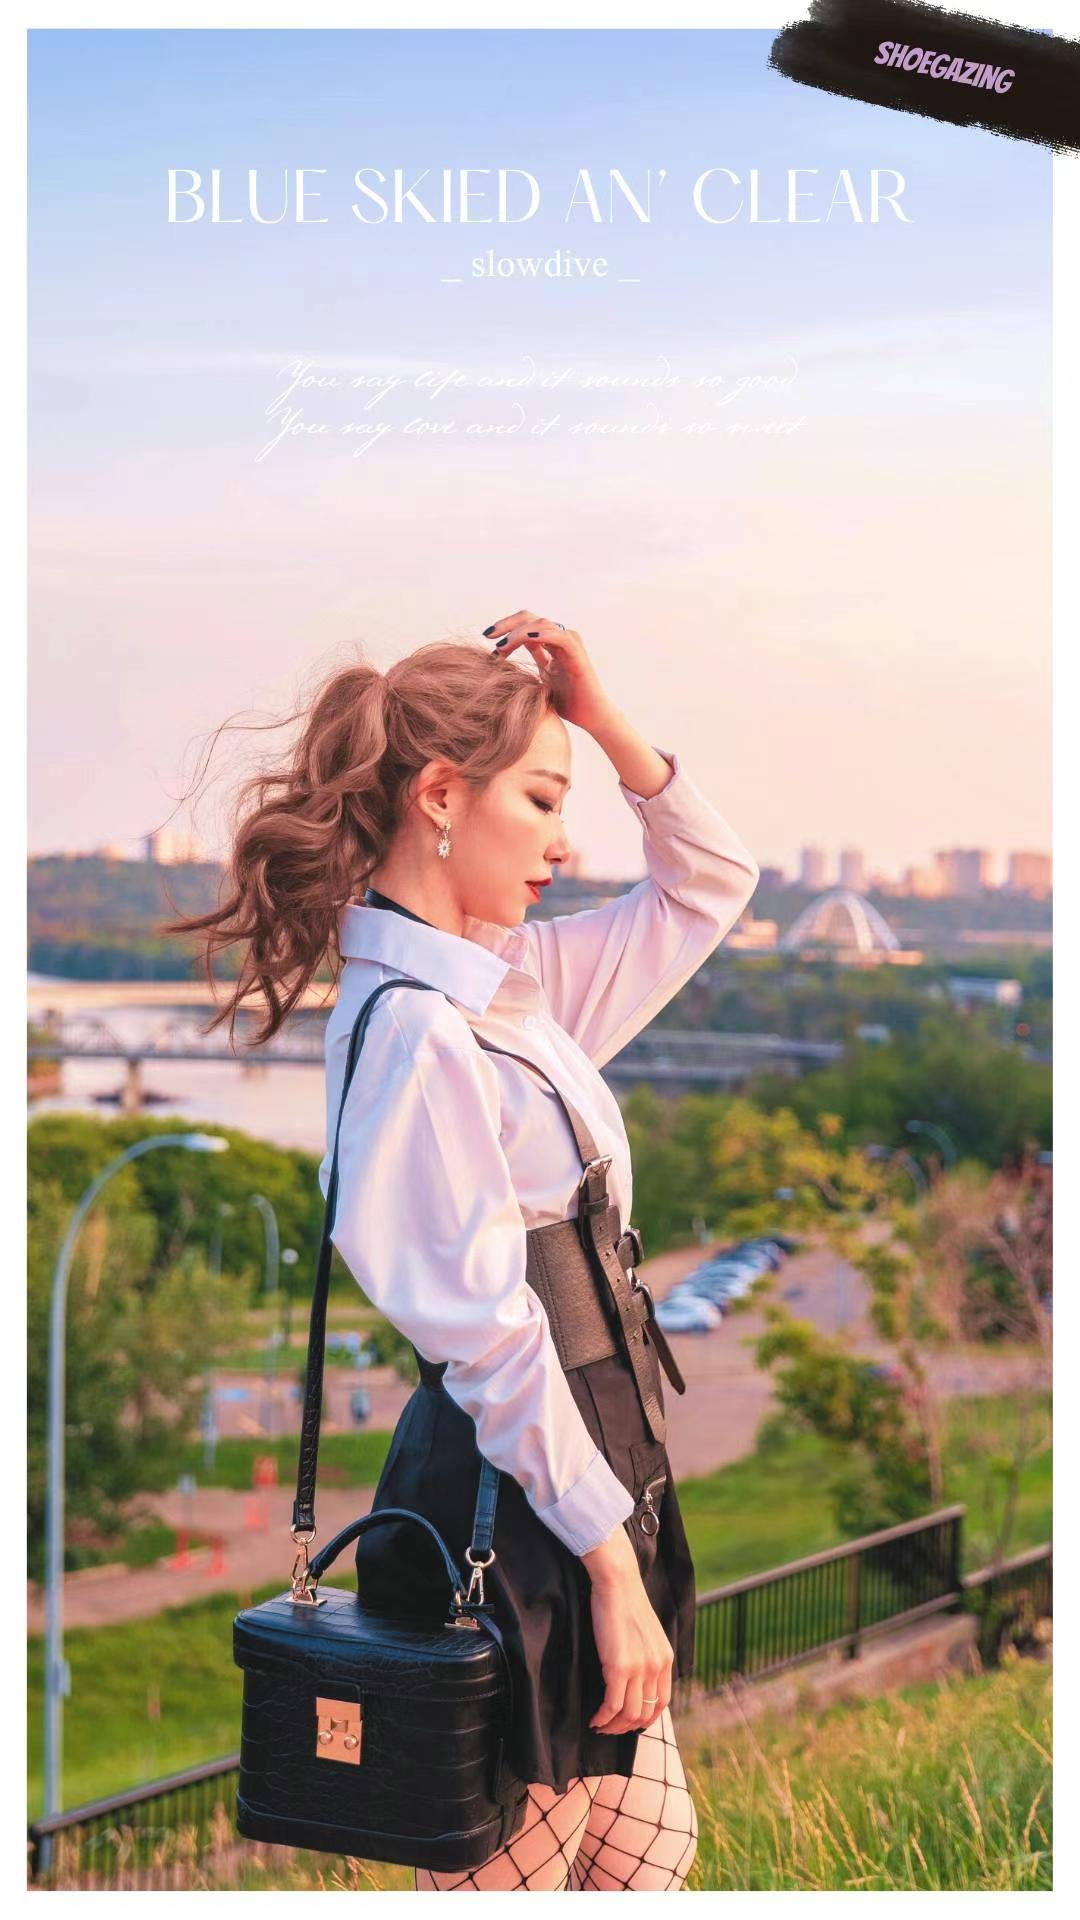 SHOEGAZING
BLUE SKIED AN' CLEAR
_ slowdive _
You say life and it sounds so good
You say love and it sounds so sweet